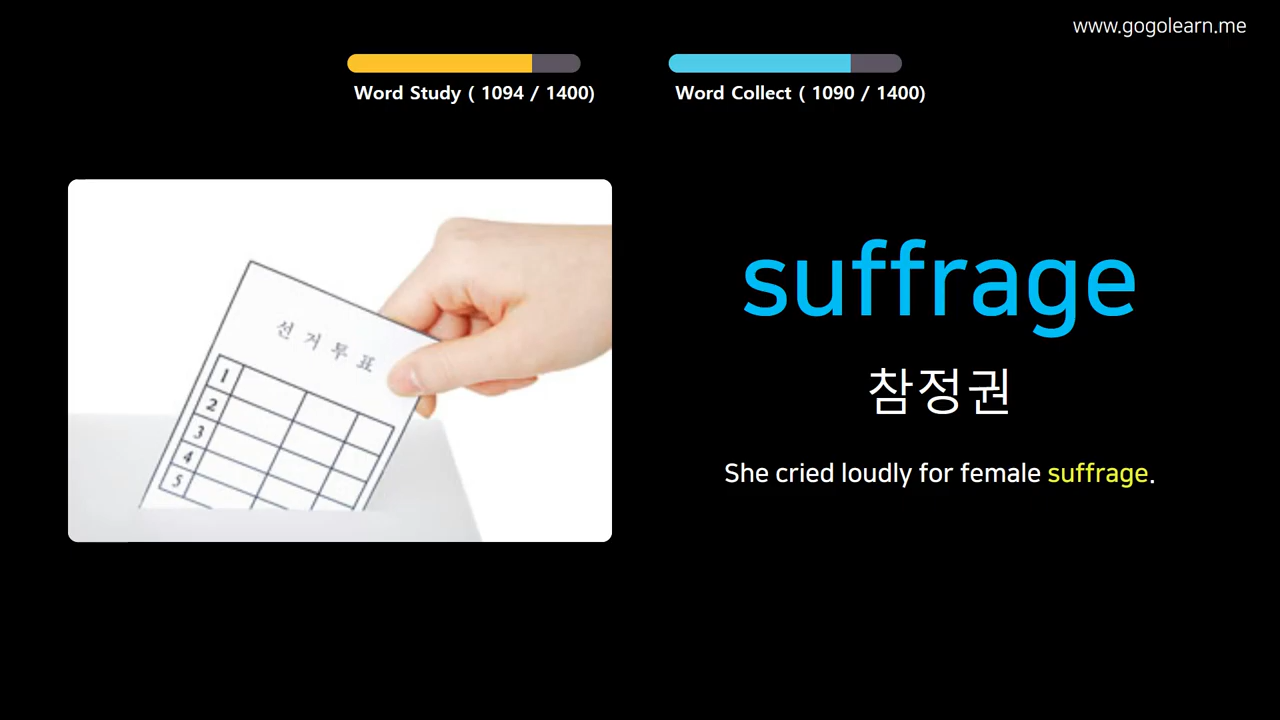 www.gogolearn.me
Word Study ( 1094 / 1400)
Word Collect ( 1090 / 1400)
선거투표
1
2
3
4
5
suffrage
참정권
She cried loudly for female suffrage.